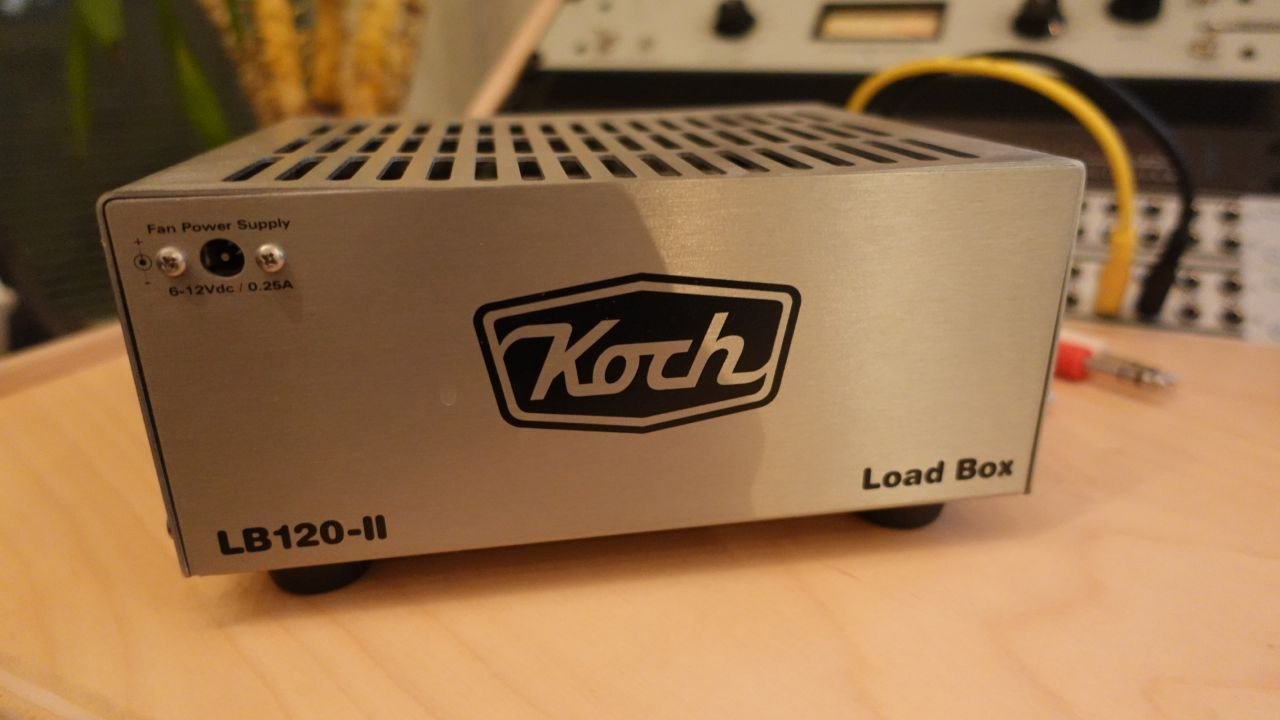 Fan Power Supply
+
-
6-12Vdc / 0.25A
Koch
Load Box
LB120-II